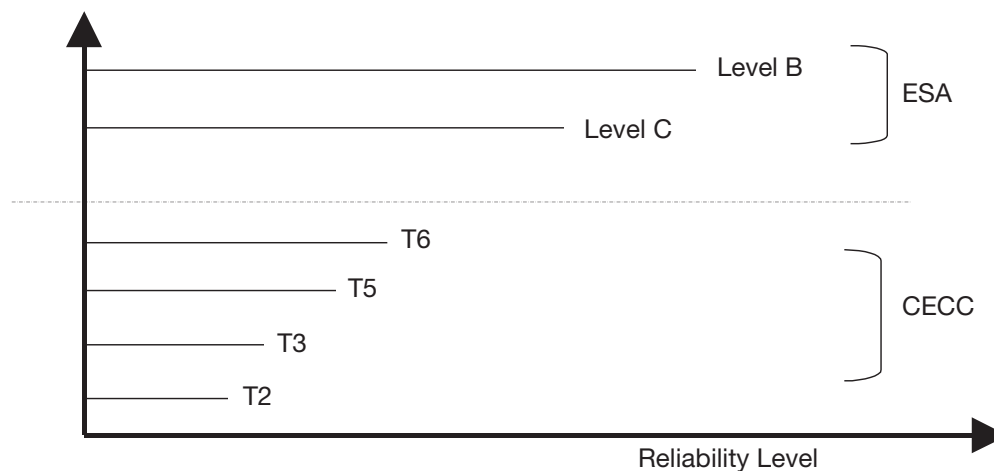 Level B
ESA
Level C
T6
T5
CECC
T3
T2
Reliability Level